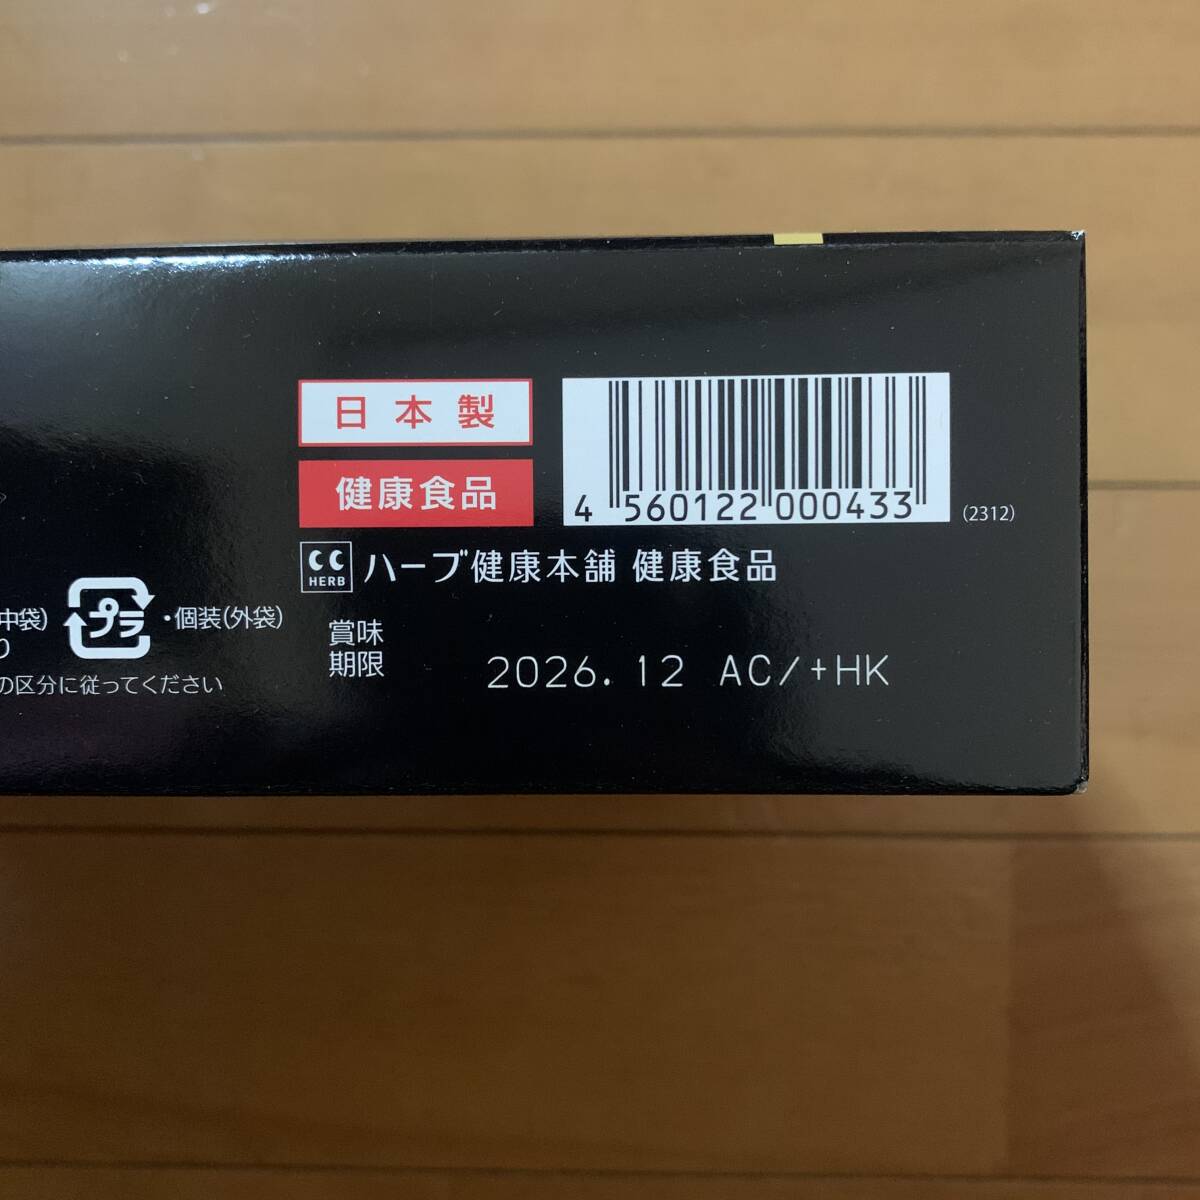 日本製
健康食品
4 560122 000433
(2312)
CC
HERB
ハーブ健康本舗 健康食品
中袋)
プラ
・個装(外袋)
の区分に従ってください
賞味
期限
2026.12 AC/+HK